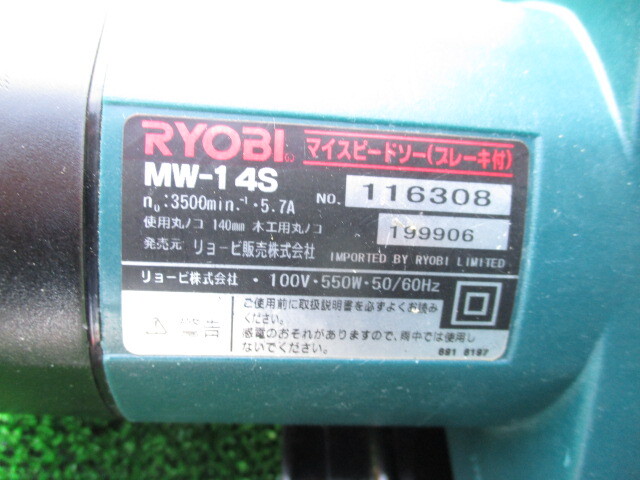 RYOBI マイスピードソー(ブレーキ付)
MW-14S
n₀:3500min.⁻¹・5.7A NO. 116308
使用丸ノコ 140mm 木工用丸ノコ 199906
発売元 リョービ販売株式会社 IMPORTED BY RYOBI LIMITED
リョービ株式会社 ・100V・550W・50/60Hz
ご使用前に取扱説明書を必ずよくお読み
ください。
感電のおそれがありますので、雨中では使用し
ないでください。
691 6197